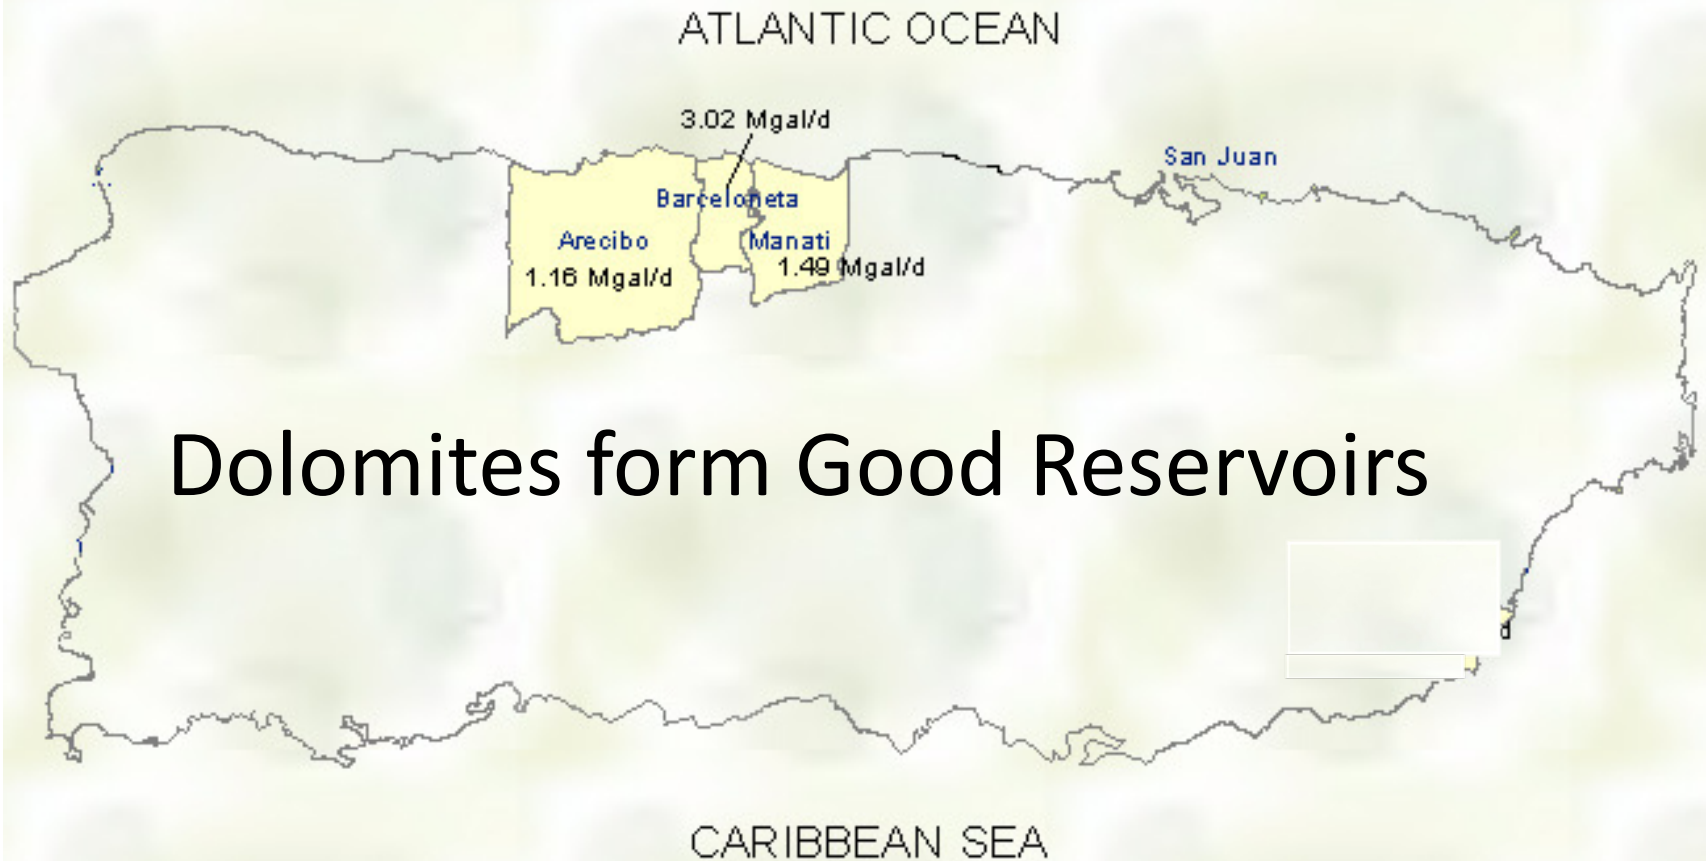 ATLANTIC OCEAN
3.02 Mgal/d
San Juan
Barceloneta
Arecibo
Manati
1.16 Mgal/d
1.49 Mgal/d
Dolomites form Good Reservoirs
d
CARIBBEAN SEA